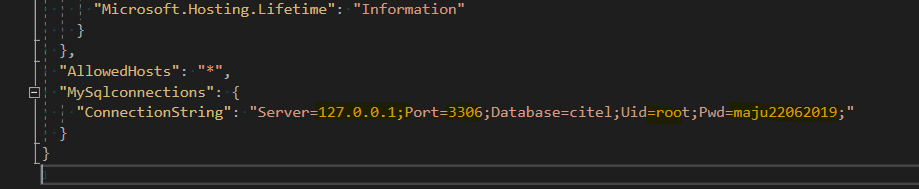 "Microsoft.Hosting.Lifetime": "Information"
}
},
"AllowedHosts": "*",
"MySqlconnections": {
"ConnectionString": "Server=127.0.0.1;Port=3306;Database=citel;Uid=root;Pwd=maju22062019;"
}
}